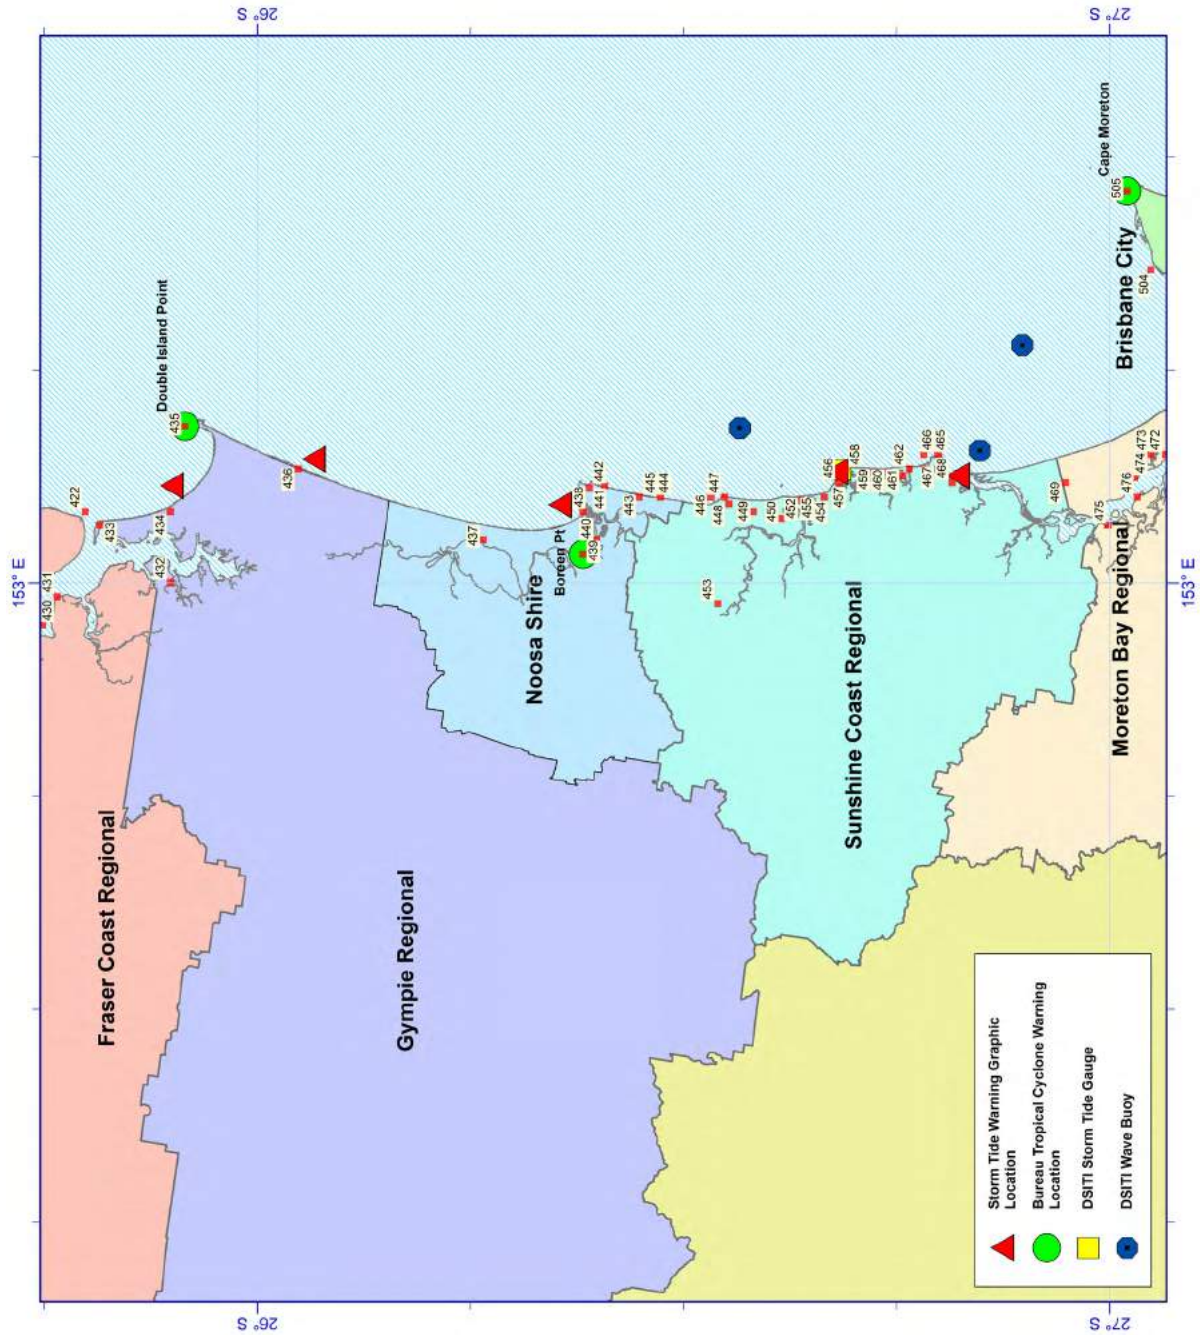 153° E
26° S
26° S
27° S
27° S
153° E
Fraser Coast Regional
430
431
422
433
432
434
Double Island Point
435
436
Gympie Regional
437
Noosa Shire
Boreen Pt
438
440
439
441
442
443
445
444
446
447
448
449
450
452
455
454
453
456
457
458
459
460
461
462
466
467
465
468
469
Sunshine Coast Regional
Moreton Bay Regional
475
476
474
473
472
Brisbane City
504
505
Cape Moreton
Storm Tide Warning Graphic
Location
Bureau Tropical Cyclone Warning
Location
DSITI Storm Tide Gauge
DSITI Wave Buoy